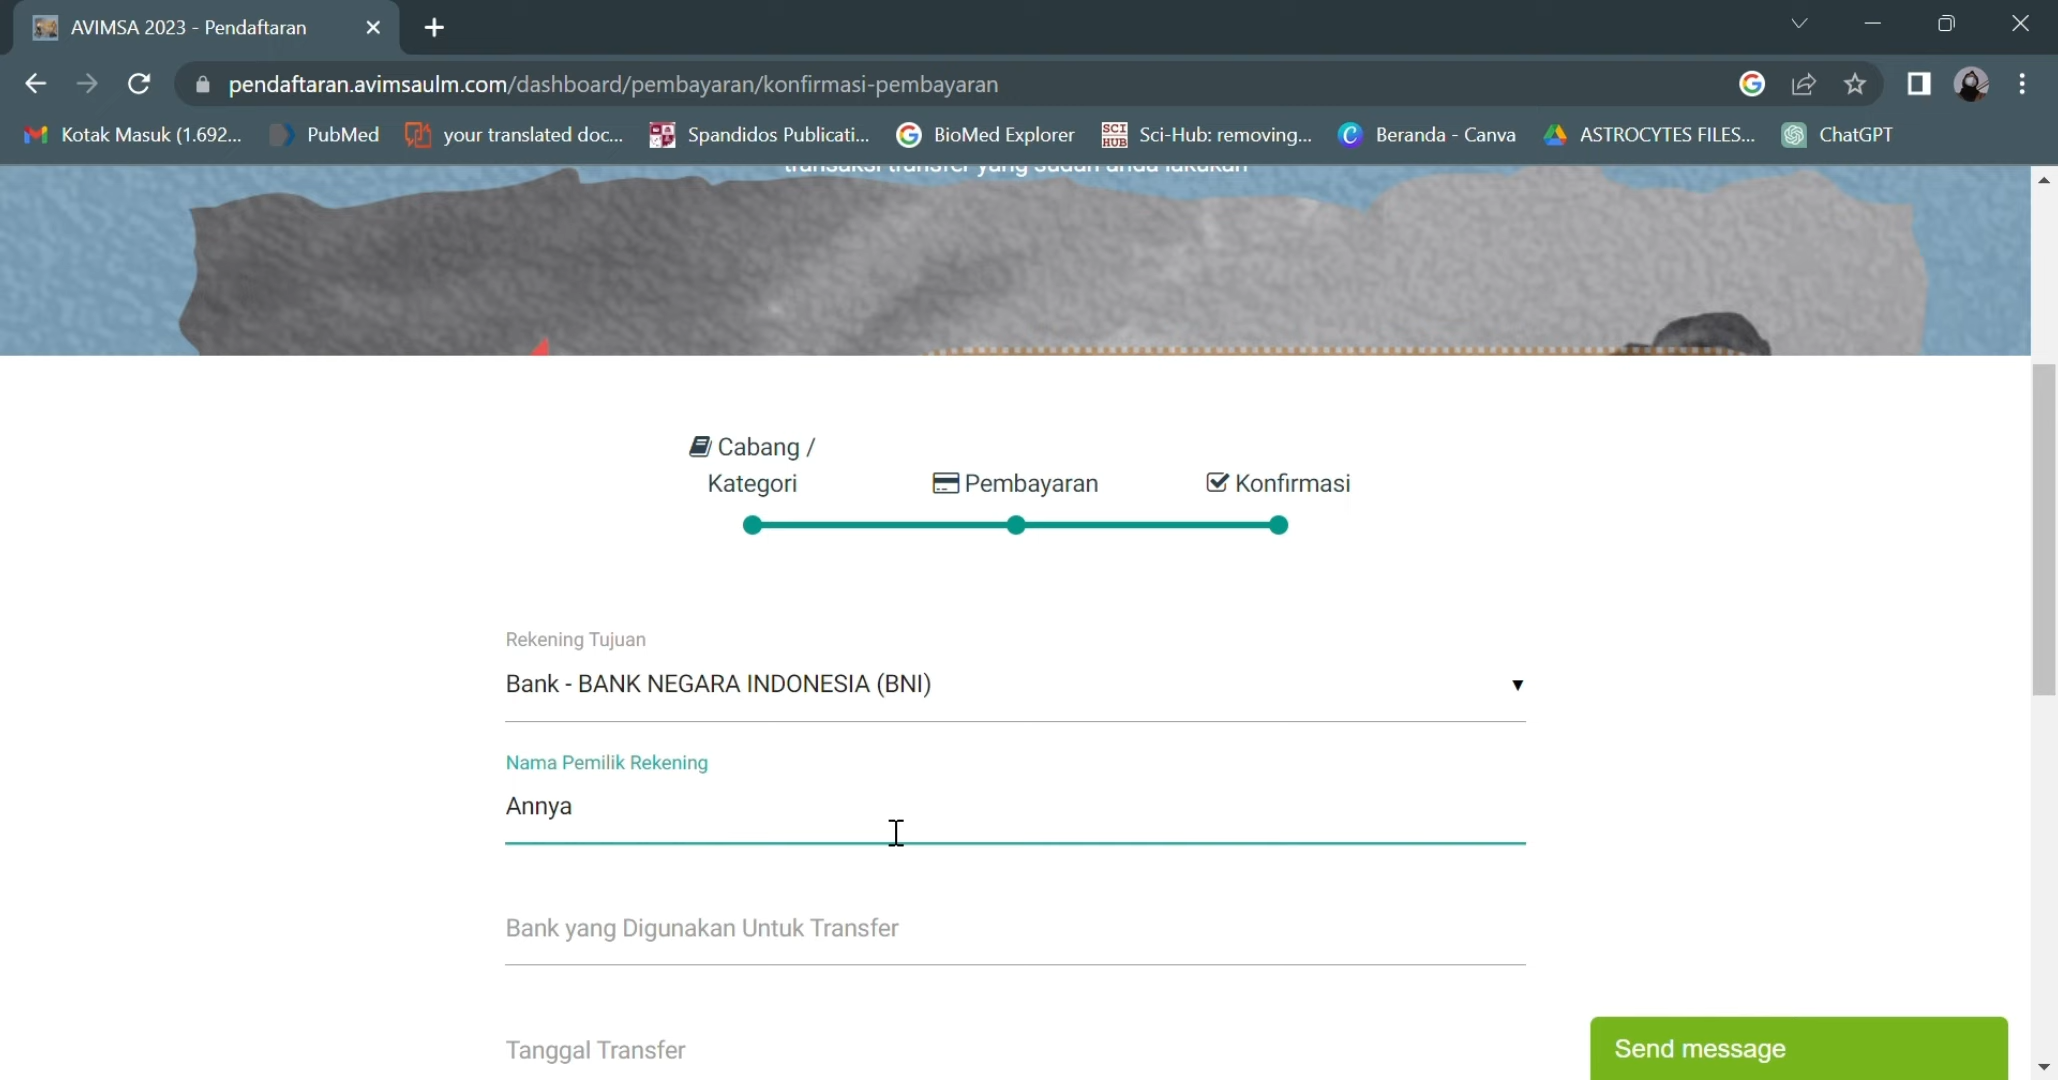 AVIMSA 2023 - Pendaftaran
pendaftaran.avimsaulm.com/dashboard/pembayaran/konfirmasi-pembayaran
Kotak Masuk (1.692... PubMed your translated doc... Spandidos Publicati... BioMed Explorer SCI HUB Sci-Hub: removing... Beranda - Canva ASTROCYTES FILES... ChatGPT
transaksi transfer yang sudah anda lakukan
Cabang /
Kategori Pembayaran Konfirmasi
Rekening Tujuan
Bank - BANK NEGARA INDONESIA (BNI)
Nama Pemilik Rekening
Annya
Bank yang Digunakan Untuk Transfer
Tanggal Transfer
Send message